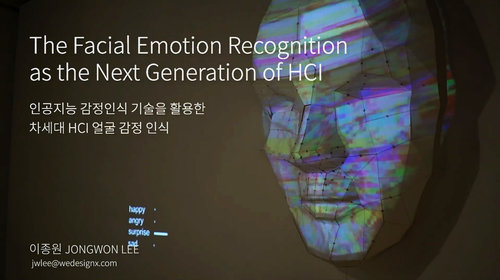 The Facial Emotion Recognition
as the Next Generation of HCI
인공지능 감정인식 기술을 활용한
차세대 HCI 얼굴 감정 인식
happy
angry
surprise
sad
이종원 JONGWON LEE
jwlee@wedesignx.com